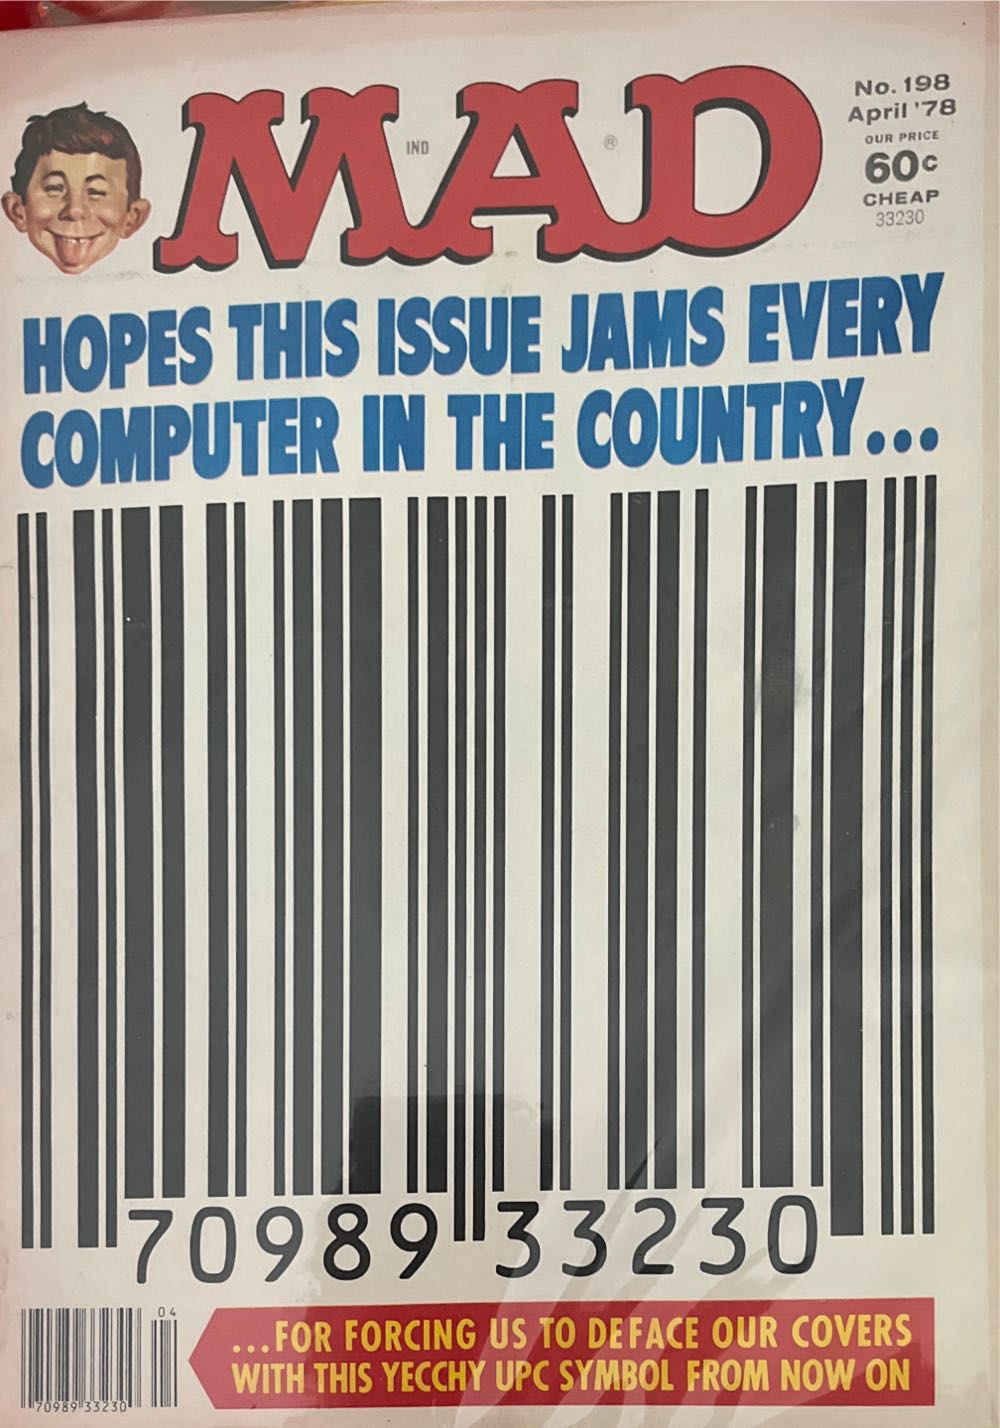 MAD
IND
®
No. 198
April '78
OUR PRICE
60c
CHEAP
33230
HOPES THIS ISSUE JAMS EVERY
COMPUTER IN THE COUNTRY...
70989 33230
04
70989 33230
...FOR FORCING US TO DEFACE OUR COVERS
WITH THIS YECCHY UPC SYMBOL FROM NOW ON